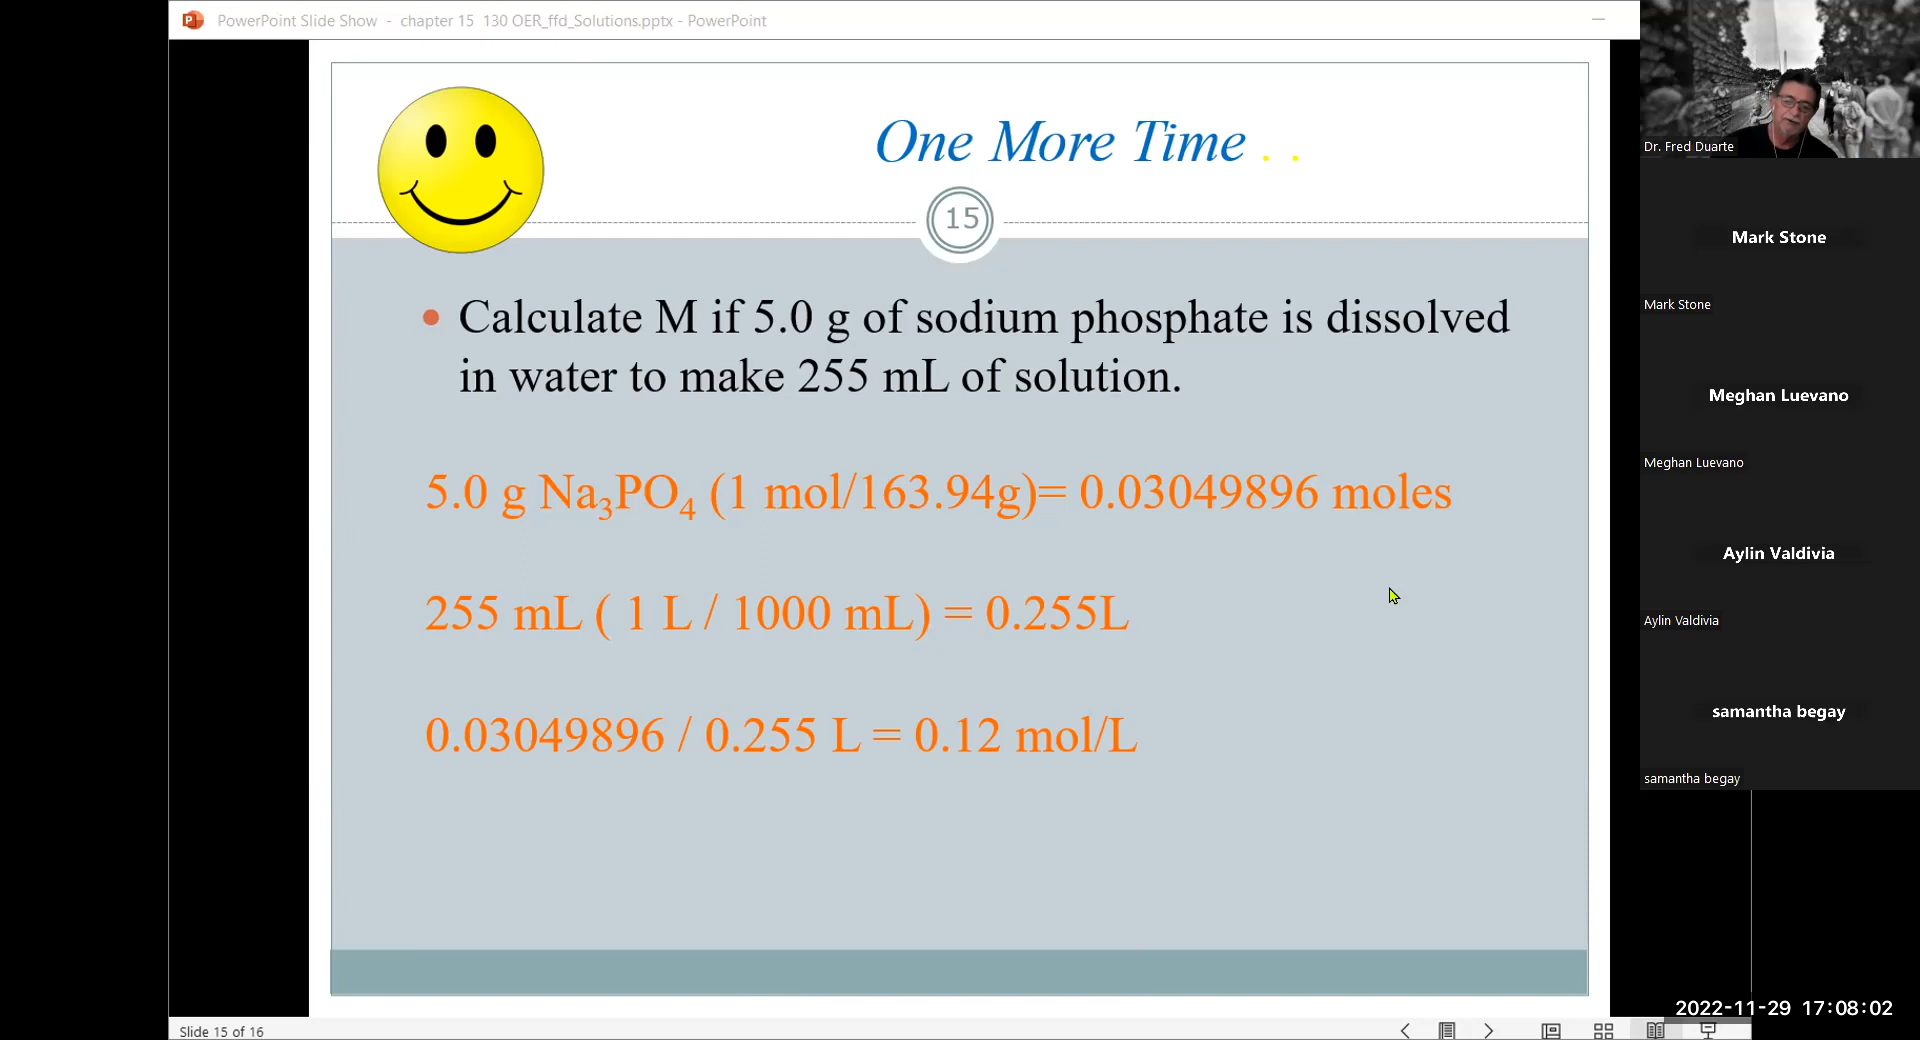 PowerPoint Slide Show - chapter 15 130 OER_ffd_Solutions.pptx - PowerPoint
One More Time . .
15
• Calculate M if 5.0 g of sodium phosphate is dissolved
in water to make 255 mL of solution.
5.0 g Na₃PO₄ (1 mol/163.94g)= 0.03049896 moles
255 mL ( 1 L / 1000 mL) = 0.255L
0.03049896 / 0.255 L = 0.12 mol/L
Slide 15 of 16
Dr. Fred Duarte
Mark Stone
Mark Stone
Meghan Luevano
Meghan Luevano
Aylin Valdivia
Aylin Valdivia
samantha begay
samantha begay
2022-11-29 17:08:02